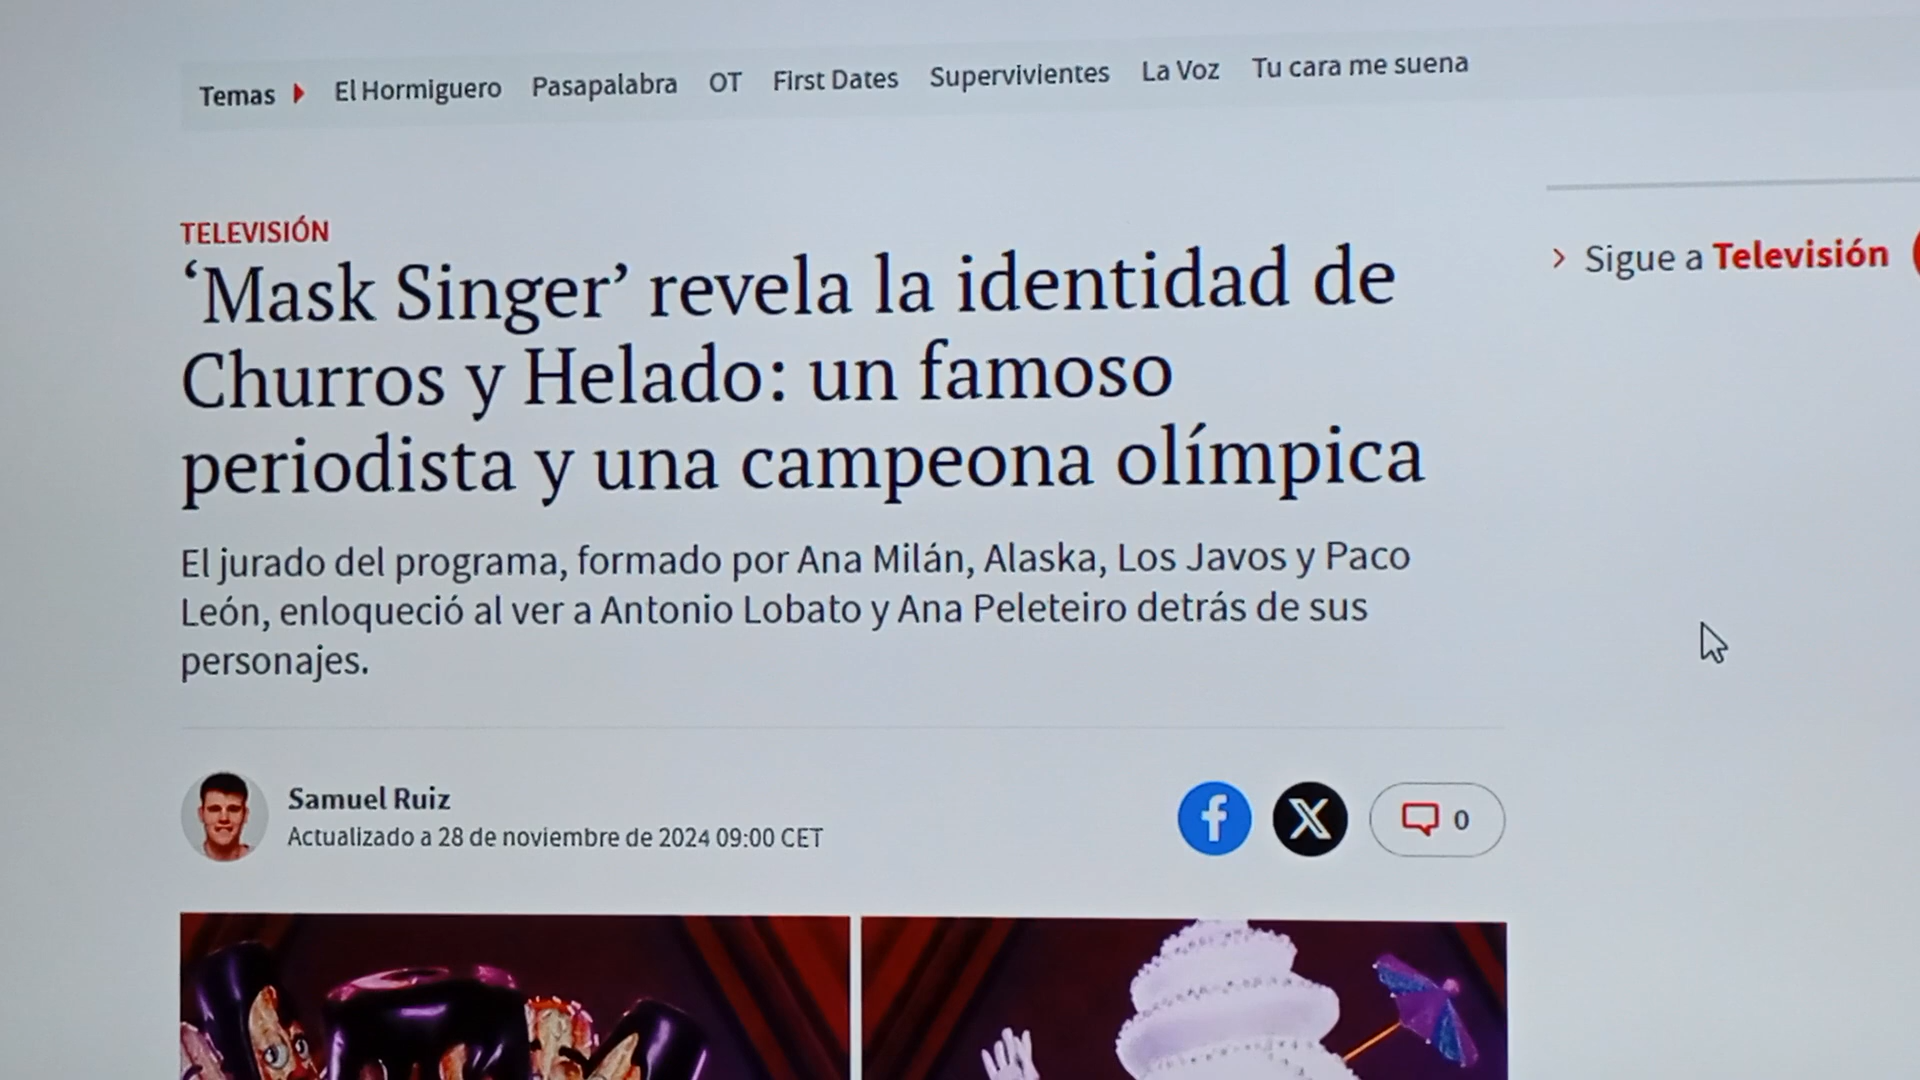 Temas El Hormiguero Pasapalabra OT First Dates Supervivientes La Voz Tu cara me suena
TELEVISIÓN
‘Mask Singer’ revela la identidad de
Churros y Helado: un famoso
periodista y una campeona olímpica
El jurado del programa, formado por Ana Milán, Alaska, Los Javos y Paco
León, enloqueció al ver a Antonio Lobato y Ana Peleteiro detrás de sus
personajes.
Samuel Ruiz
Actualizado a 28 de noviembre de 2024 09:00 CET
0
Sigue a Televisión